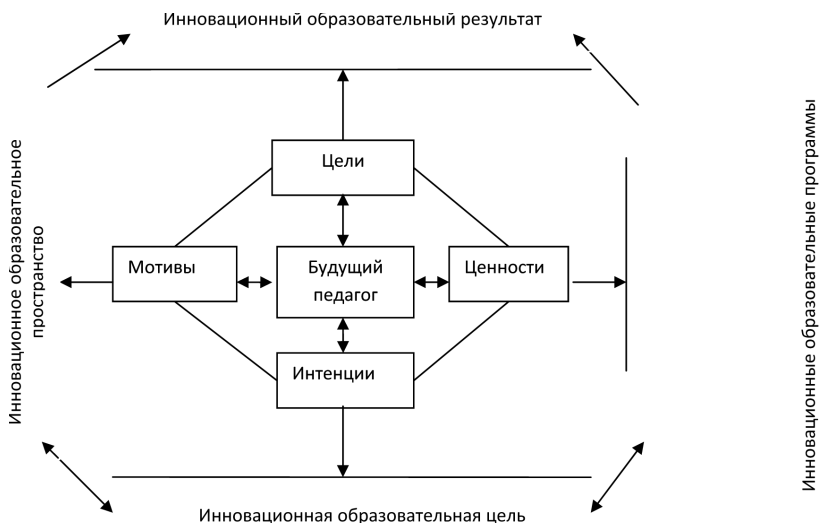 Инновационный образовательный результат
Цели
Инновационное образовательное
пространство
Мотивы
Будущий
педагог
Ценности
Интенции
Инновационные образовательные программы
Инновационная образовательная цель